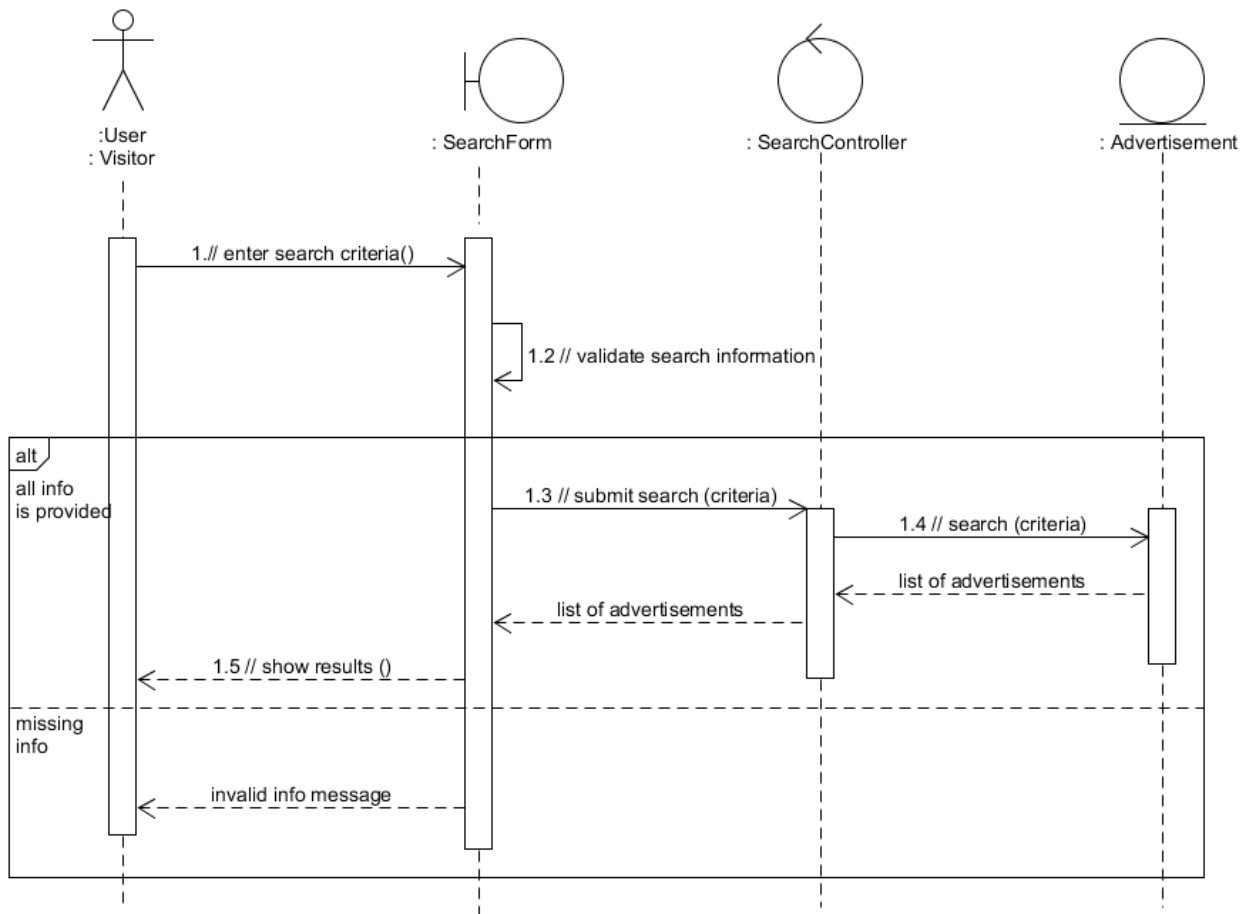 :User
: Visitor
: SearchForm
: SearchController
: Advertisement
1.// enter search criteria()
1.2 // validate search information
alt
all info
is provided
1.3 // submit search (criteria)
1.4 // search (criteria)
list of advertisements
list of advertisements
1.5 // show results ()
missing
info
invalid info message